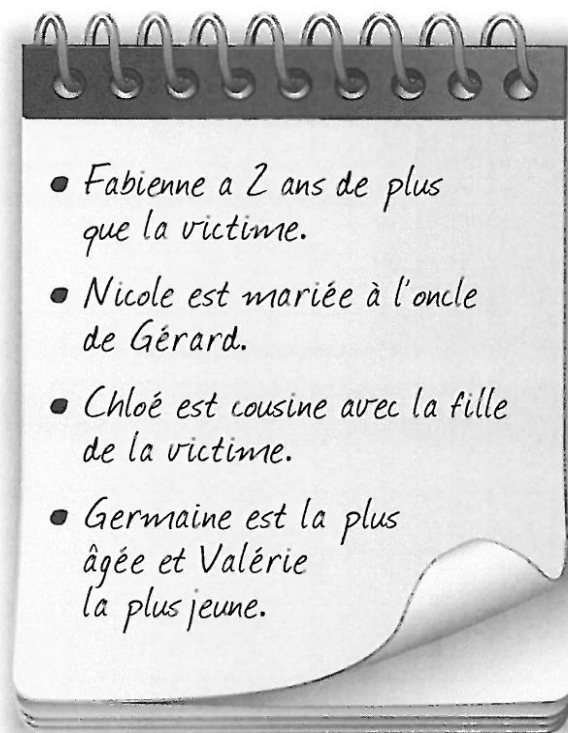 • Fabienne a 2 ans de plus
que la victime.
• Nicole est mariée à l'oncle
de Gérard.
• Chloé est cousine avec la fille
de la victime.
• Germaine est la plus
âgée et Valérie
la plus jeune.